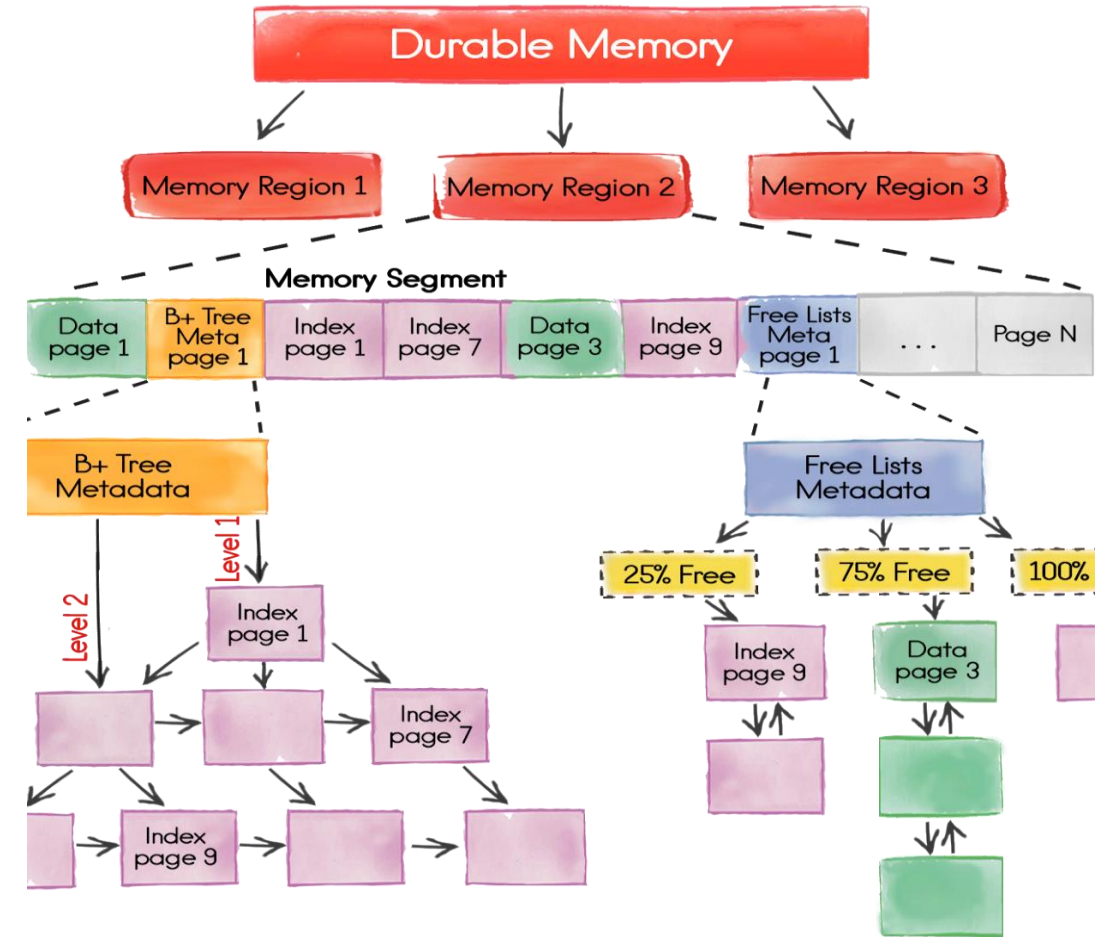 Durable Memory
Memory Region 1
Memory Region 2
Memory Region 3
Memory Segment
Data
page 1
B+ Tree
Meta
page 1
Index
page 1
Index
page 7
Data
page 3
Index
page 9
Free Lists
Meta
page 1
...
Page N
B+ Tree
Metadata
Free Lists
Metadata
Level 1
Level 2
25% Free
75% Free
100%
Index
page 1
Index
page 9
Data
page 3
Index
page 7
Index
page 9